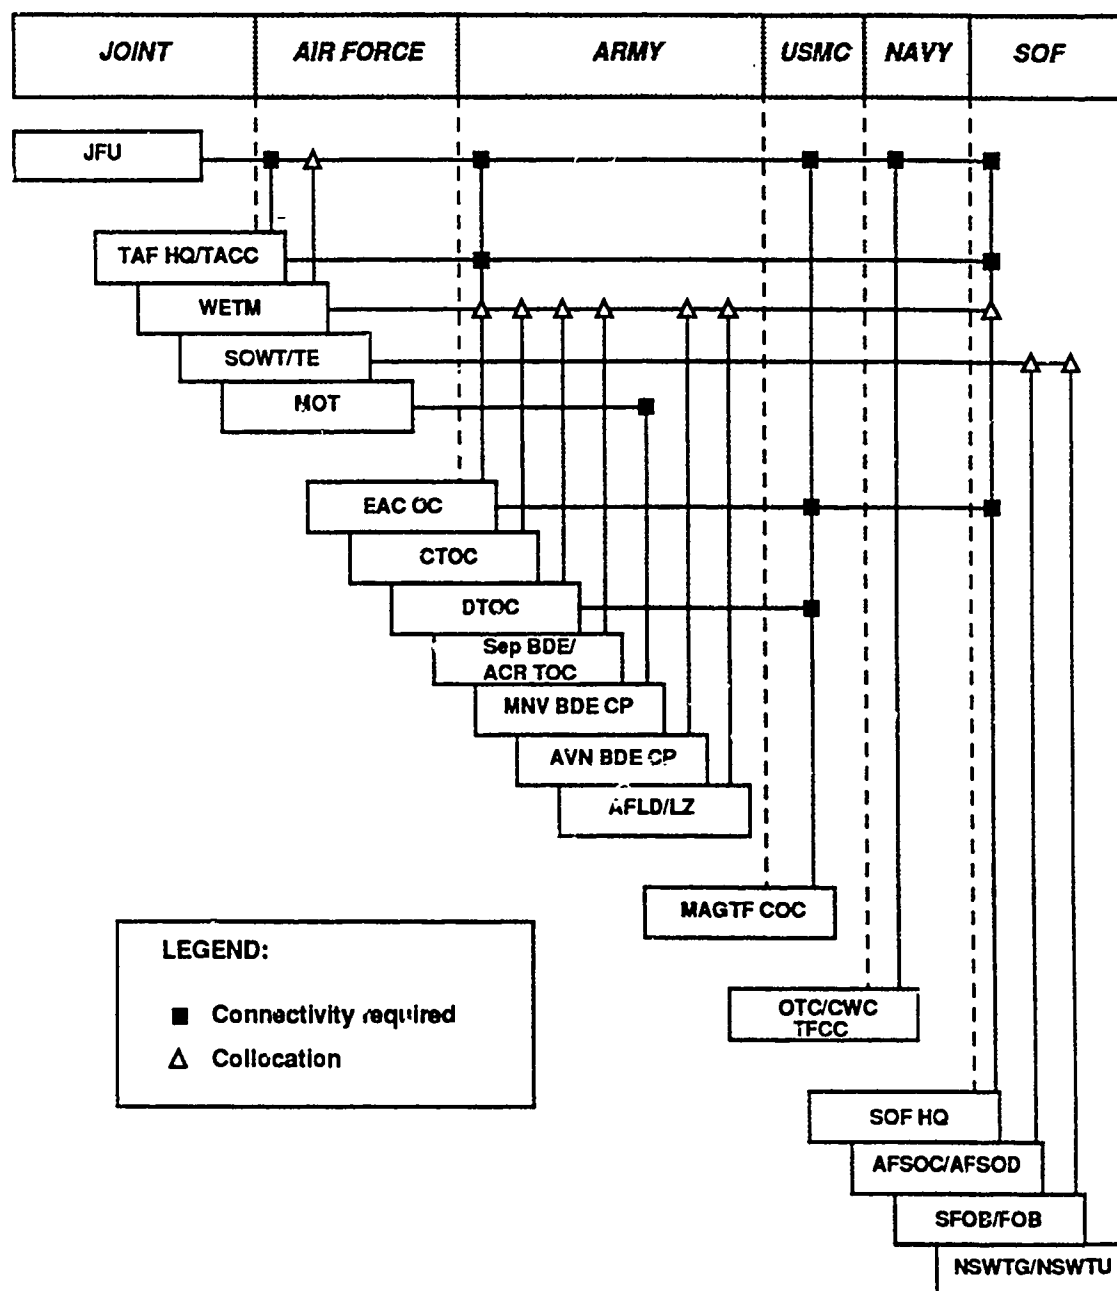 JOINT AIR FORCE ARMY USMC NAVY SOF
JFU
TAF HQ/TACC
WETM
SOWT/TE
MOT
EAC OC
CTOC
DTOC
Sep BDE/
ACR TOC
MNV BDE CP
AVN BDE CP
AFLD/LZ
MAGTF COC
LEGEND:
Connectivity required
Collocation
OTC/CWC
TFCC
SOF HQ
AFSOC/AFSOD
SFOB/FOB
NSWTG/NSWTU